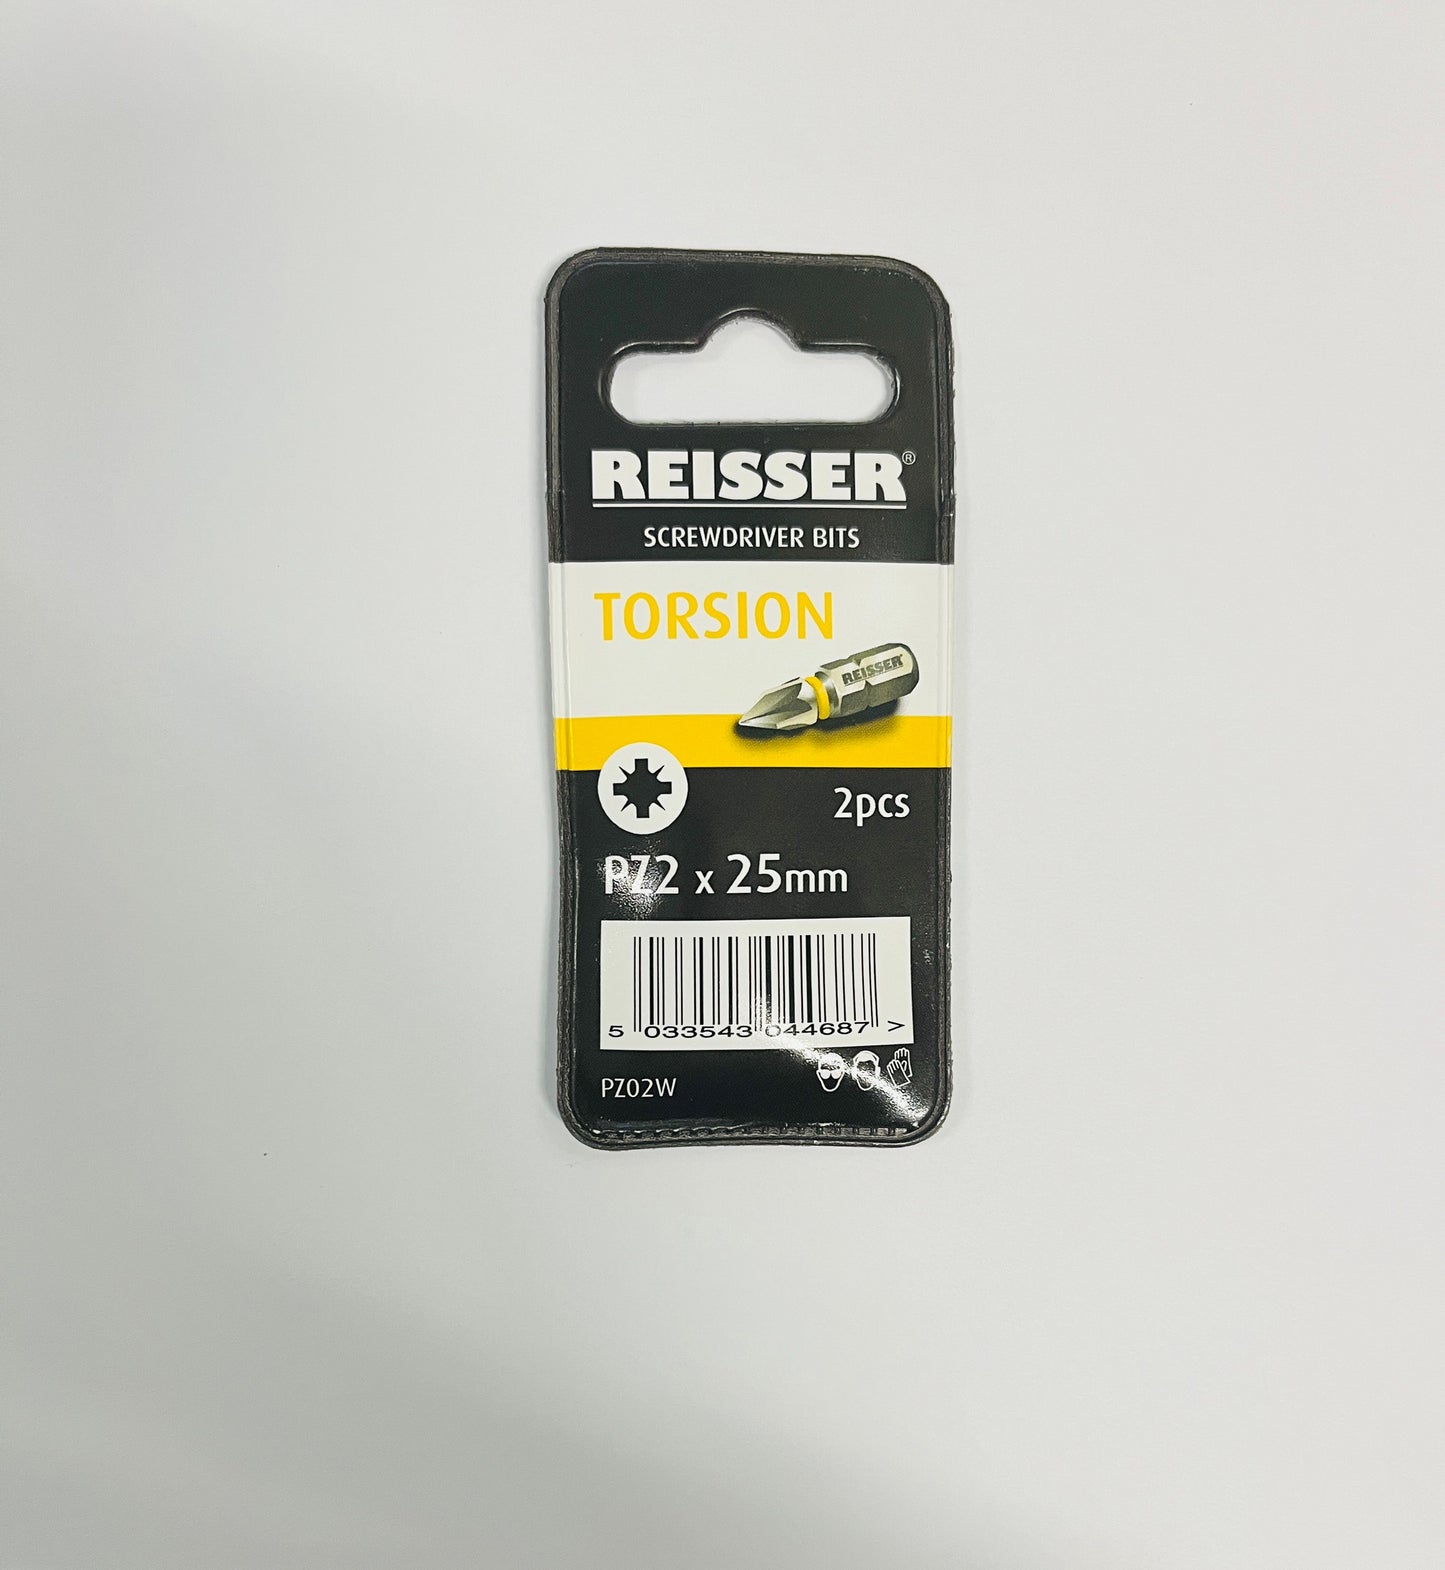 REISSER®
SCREWDRIVER BITS
TORSION
REISSER
2pcs
PZ2 x 25mm
5 033543 044687 >
PZ02W